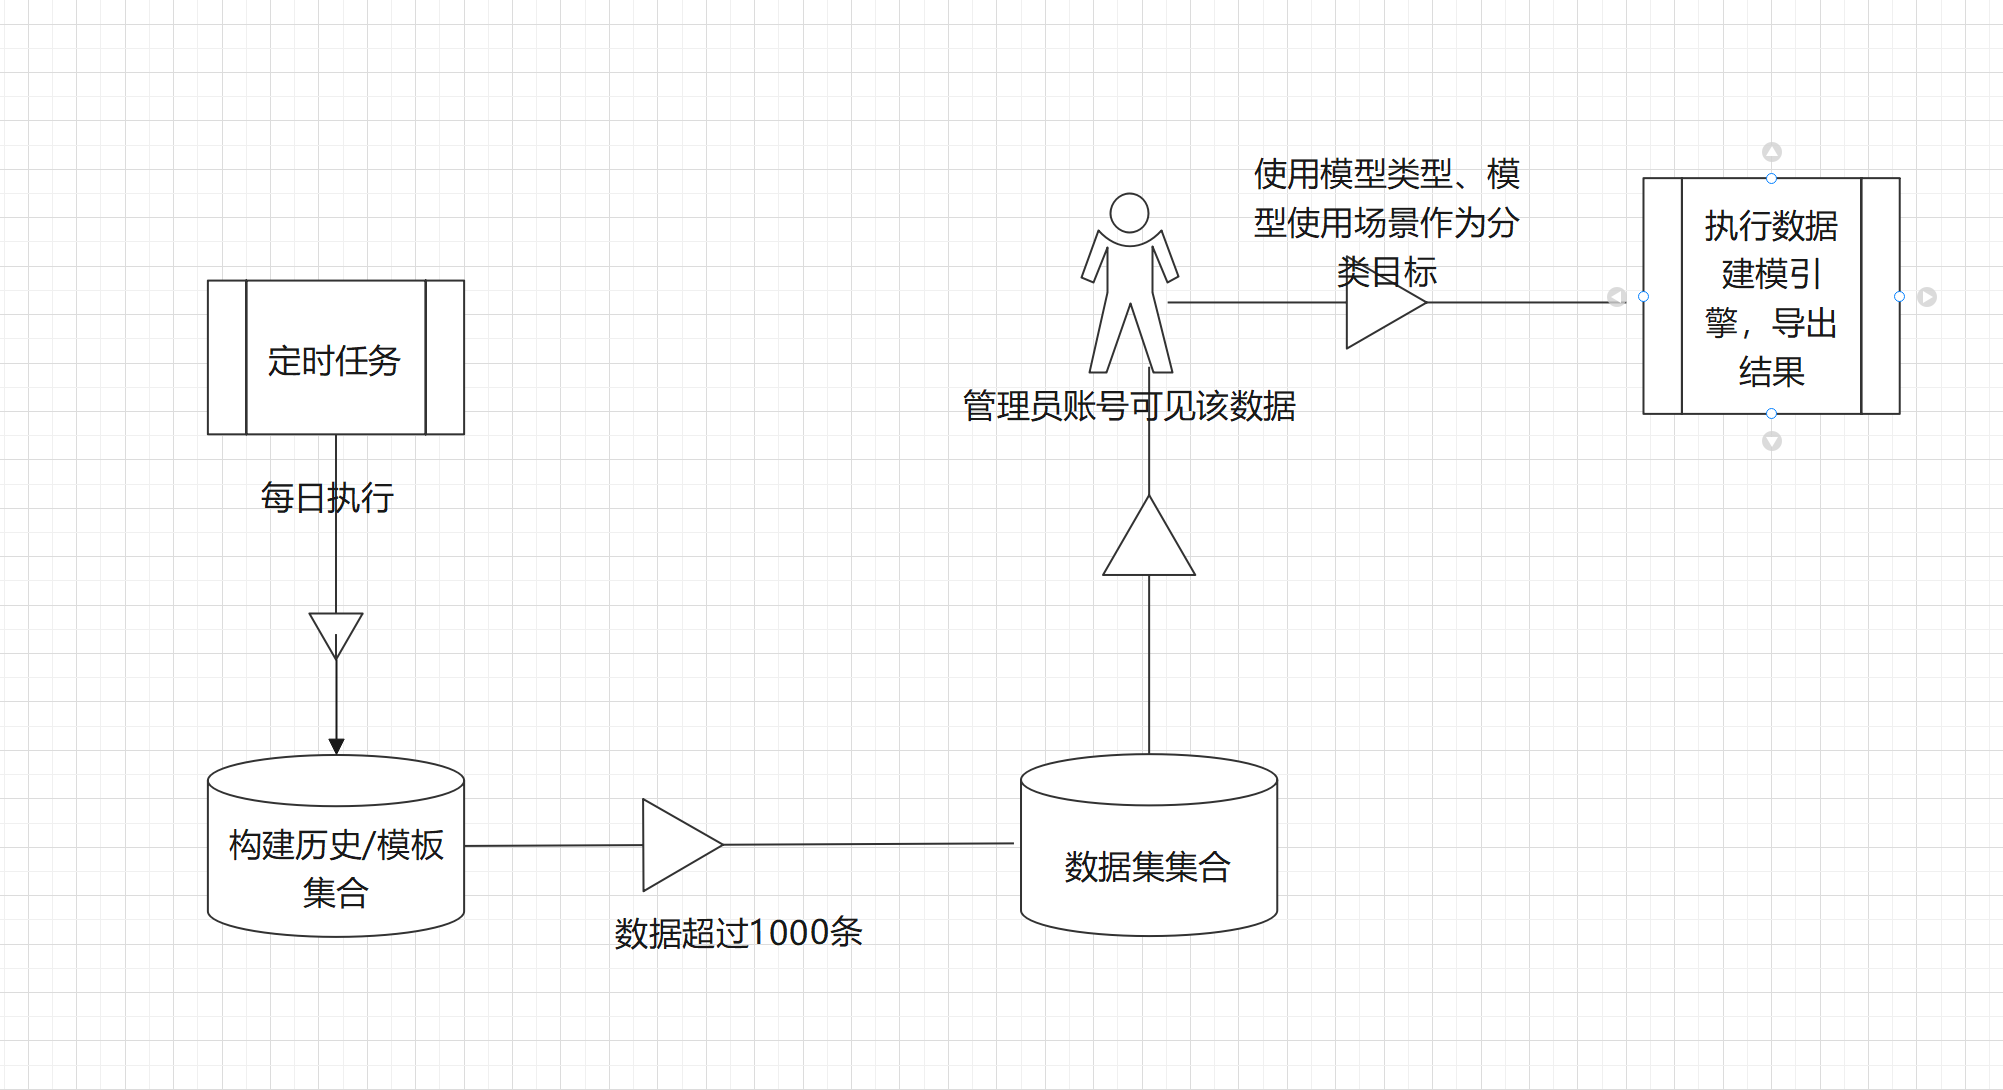 使用模型类型、模
型使用场景作为分
类目标
执行数据
建模引
擎，导出
结果
定时任务
管理员账号可见该数据
每日执行
构建历史/模板
集合
数据集集合
数据超过1000条